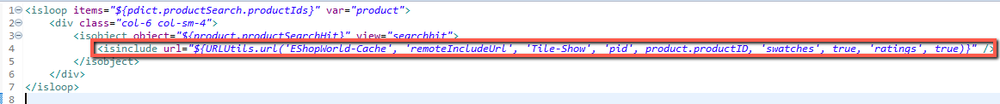 1 <isloop items="${pdict.productSearch.productIds}" var="product">
2 <div class="col-6 col-sm-4">
3 <isobject object="${product.productSearchHit}" view="searchhit">
4 <isinclude url="${URLUtils.url('EShopWorld-Cache', 'remoteIncludeUrl', 'Tile-Show', 'pid', product.productID, 'swatches', true, 'ratings', true)}" />
5 </isobject>
6 </div>
7 </isloop>
8